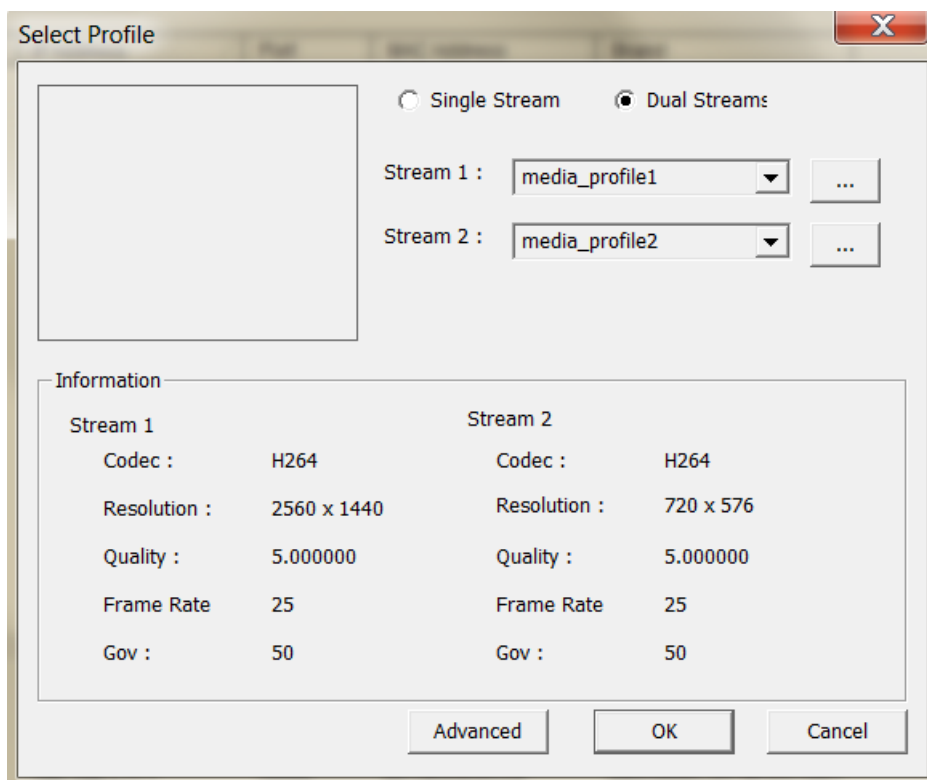 Select Profile
Single Stream
Dual Streams
Stream 1 :
media_profile1
...
Stream 2 :
media_profile2
...
Information
Stream 1
Codec : H264
Resolution : 2560 x 1440
Quality : 5.000000
Frame Rate 25
Gov : 50
Stream 2
Codec : H264
Resolution : 720 x 576
Quality : 5.000000
Frame Rate 25
Gov : 50
Advanced
OK
Cancel